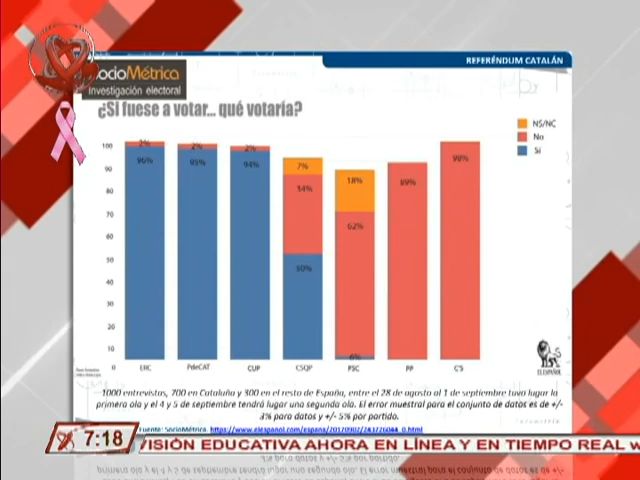 REFERÉNDUM CATALÁN
SocioMétrica
Investigación electoral
¿Si fuese a votar... qué votaría?
NS/NC
No
Sí
100
90
80
70
60
50
40
30
20
10
0
2%
2%
2%
7%
96%
95%
94%
34%
18%
89%
98%
62%
50%
6%
ERC
PdeCAT
CUP
CSQP
PSC
PP
C'S
EL ESPAÑOL
1000 entrevistas, 700 en Cataluña y 300 en el resto de España, entre el 28 de agosto al 1 de septiembre tuvo lugar la
primera ola y el 4 y 5 de septiembre tendrá lugar una segunda ola. El error muestral para el conjunto de datos es de +/-
3% para datos y +/- 5% por partido.
Fuente: SocioMétrica.
7:18
VISIÓN EDUCATIVA AHORA EN LÍNEA Y EN TIEMPO REAL w